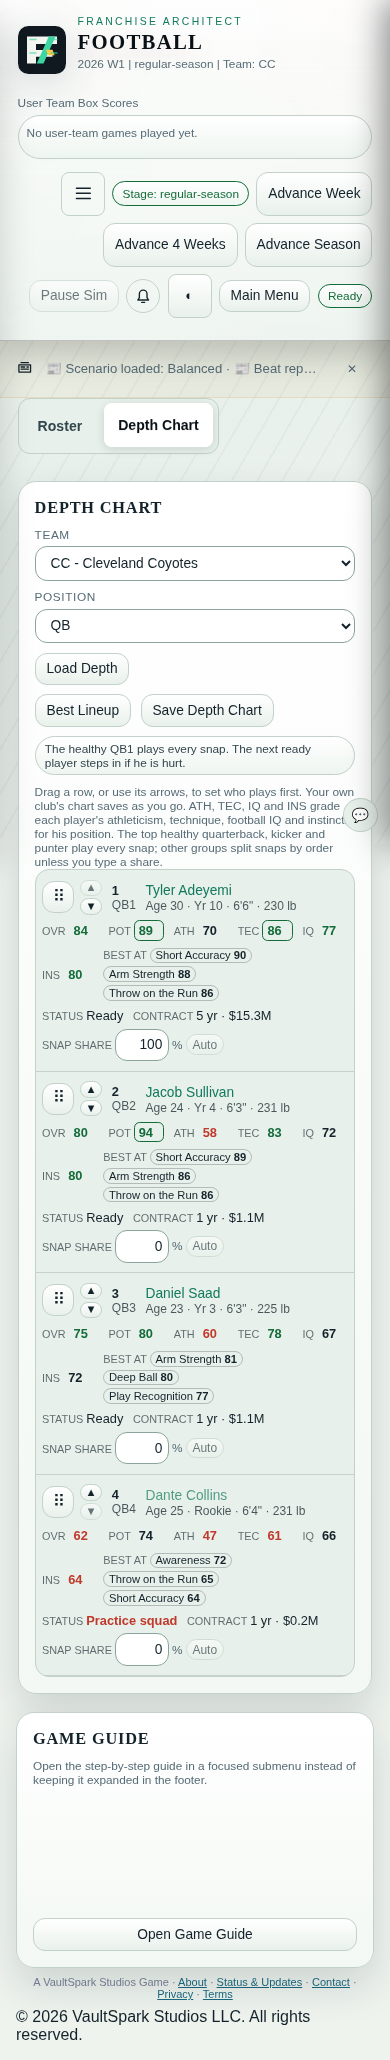 FRANCHISE ARCHITECT
FOOTBALL
2026 W1 | regular-season | Team: CC
User Team Box Scores
No user-team games played yet.
Stage: regular-season
Advance Week
Advance 4 Weeks
Advance Season
Pause Sim
Main Menu
Ready
📰 Scenario loaded: Balanced · 📰 Beat rep… ✕
Roster
Depth Chart
DEPTH CHART
TEAM
CC - Cleveland Coyotes
POSITION
QB
Load Depth
Best Lineup
Save Depth Chart
The healthy QB1 plays every snap. The next ready
player steps in if he is hurt.
Drag a row, or use its arrows, to set who plays first. Your own
club's chart saves as you go. ATH, TEC, IQ and INS grade
each player's athleticism, technique, football IQ and instinct
for his position. The top healthy quarterback, kicker and
punter play every snap; other groups split snaps by order
unless you type a share.
⠿ ▲ ▼ 1 QB1 Tyler Adeyemi
Age 30 · Yr 10 · 6'6" · 230 lb
OVR 84 POT 89 ATH 70 TEC 86 IQ 77
INS 80 BEST AT Short Accuracy 90
Arm Strength 88
Throw on the Run 86
STATUS Ready CONTRACT 5 yr · $15.3M
SNAP SHARE 100 % Auto
⠿ ▲ ▼ 2 QB2 Jacob Sullivan
Age 24 · Yr 4 · 6'3" · 231 lb
OVR 80 POT 94 ATH 58 TEC 83 IQ 72
INS 80 BEST AT Short Accuracy 89
Arm Strength 86
Throw on the Run 86
STATUS Ready CONTRACT 1 yr · $1.1M
SNAP SHARE 0 % Auto
⠿ ▲ ▼ 3 QB3 Daniel Saad
Age 23 · Yr 3 · 6'3" · 225 lb
OVR 75 POT 80 ATH 60 TEC 78 IQ 67
INS 72 BEST AT Arm Strength 81
Deep Ball 80
Play Recognition 77
STATUS Ready CONTRACT 1 yr · $1.1M
SNAP SHARE 0 % Auto
⠿ ▲ ▼ 4 QB4 Dante Collins
Age 25 · Rookie · 6'4" · 231 lb
OVR 62 POT 74 ATH 47 TEC 61 IQ 66
INS 64 BEST AT Awareness 72
Throw on the Run 65
Short Accuracy 64
STATUS Practice squad CONTRACT 1 yr · $0.2M
SNAP SHARE 0 % Auto
GAME GUIDE
Open the step-by-step guide in a focused submenu instead of
keeping it expanded in the footer.
Open Game Guide
A VaultSpark Studios Game · About · Status & Updates · Contact ·
Privacy · Terms
© 2026 VaultSpark Studios LLC. All rights
reserved.